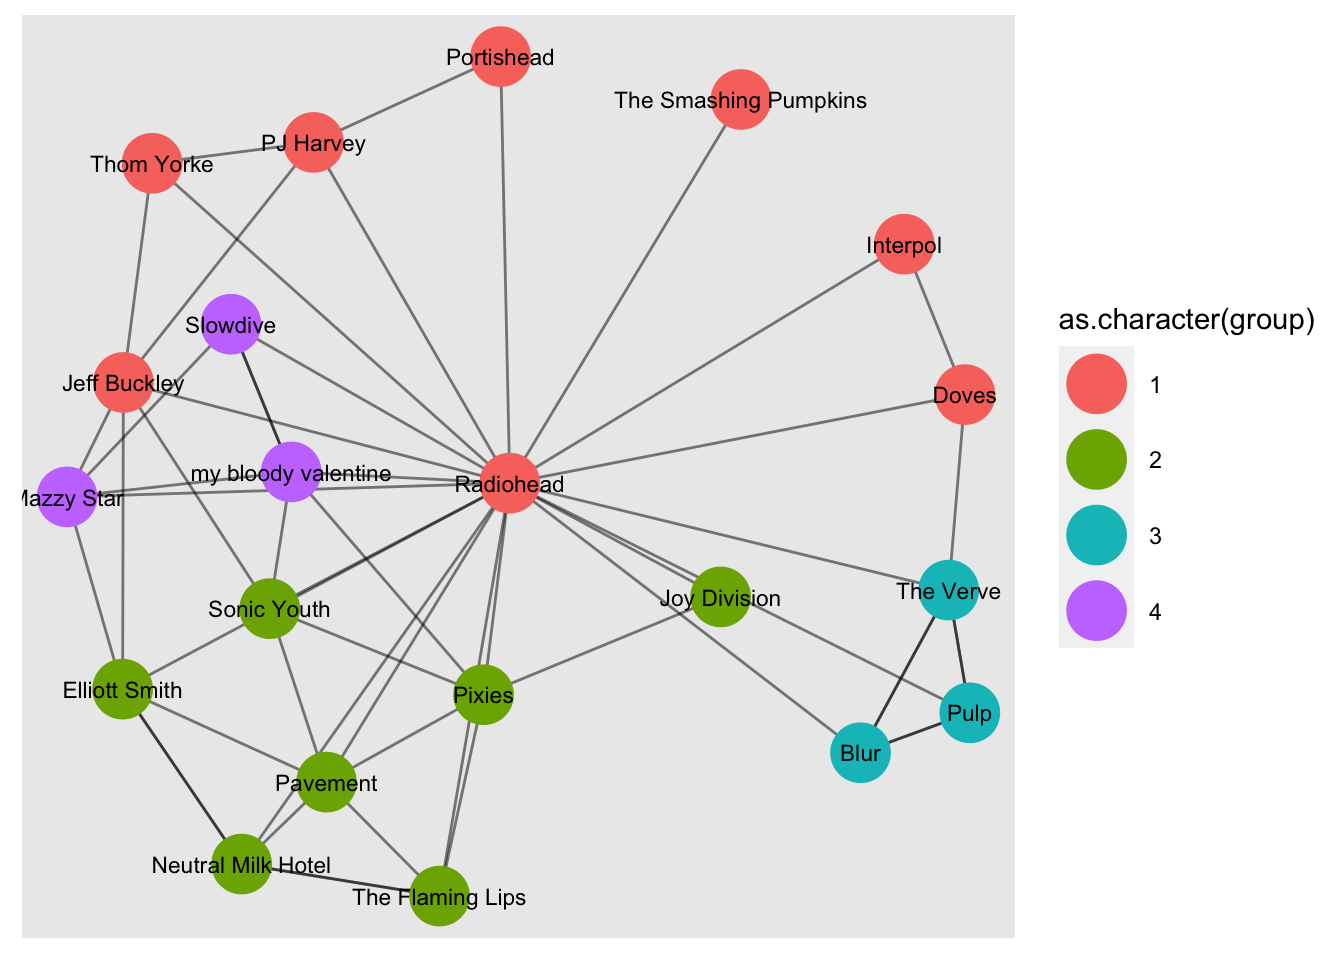 Portishead
The Smashing Pumpkins
PJ Harvey
Thom Yorke
Interpol
Slowdive
Jeff Buckley
Doves
my bloody valentine
Radiohead
Mazzy Star
The Verve
Joy Division
Sonic Youth
Elliott Smith
Pixies
Pulp
Blur
Pavement
Neutral Milk Hotel
The Flaming Lips
as.character(group)
1
2
3
4